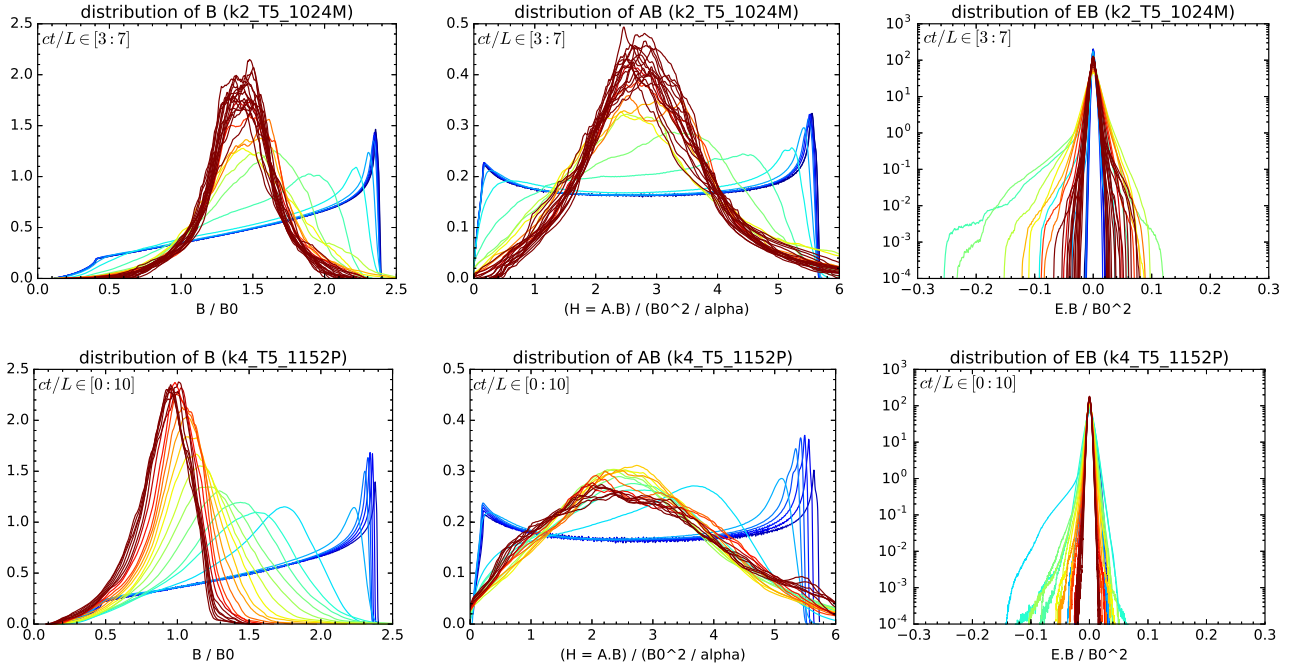 distribution of B (k2_T5_1024M)
ct/L ∈ [3 : 7]
2.5
2.0
1.5
1.0
0.5
0.0
0.0 0.5 1.0 1.5 2.0 2.5
B / B0
distribution of AB (k2_T5_1024M)
ct/L ∈ [3 : 7]
0.5
0.4
0.3
0.2
0.1
0.0
0 1 2 3 4 5 6
(H = A.B) / (B0^2 / alpha)
distribution of EB (k2_T5_1024M)
ct/L ∈ [3 : 7]
10^3
10^2
10^1
10^0
10^-1
10^-2
10^-3
10^-4
−0.3 −0.2 −0.1 0.0 0.1 0.2 0.3
E.B / B0^2
distribution of B (k4_T5_1152P)
ct/L ∈ [0 : 10]
2.5
2.0
1.5
1.0
0.5
0.0
0.0 0.5 1.0 1.5 2.0 2.5
B / B0
distribution of AB (k4_T5_1152P)
ct/L ∈ [0 : 10]
0.5
0.4
0.3
0.2
0.1
0.0
0 1 2 3 4 5 6
(H = A.B) / (B0^2 / alpha)
distribution of EB (k4_T5_1152P)
ct/L ∈ [0 : 10]
10^3
10^2
10^1
10^0
10^-1
10^-2
10^-3
10^-4
−0.3 −0.2 −0.1 0.0 0.1 0.2 0.3
E.B / B0^2